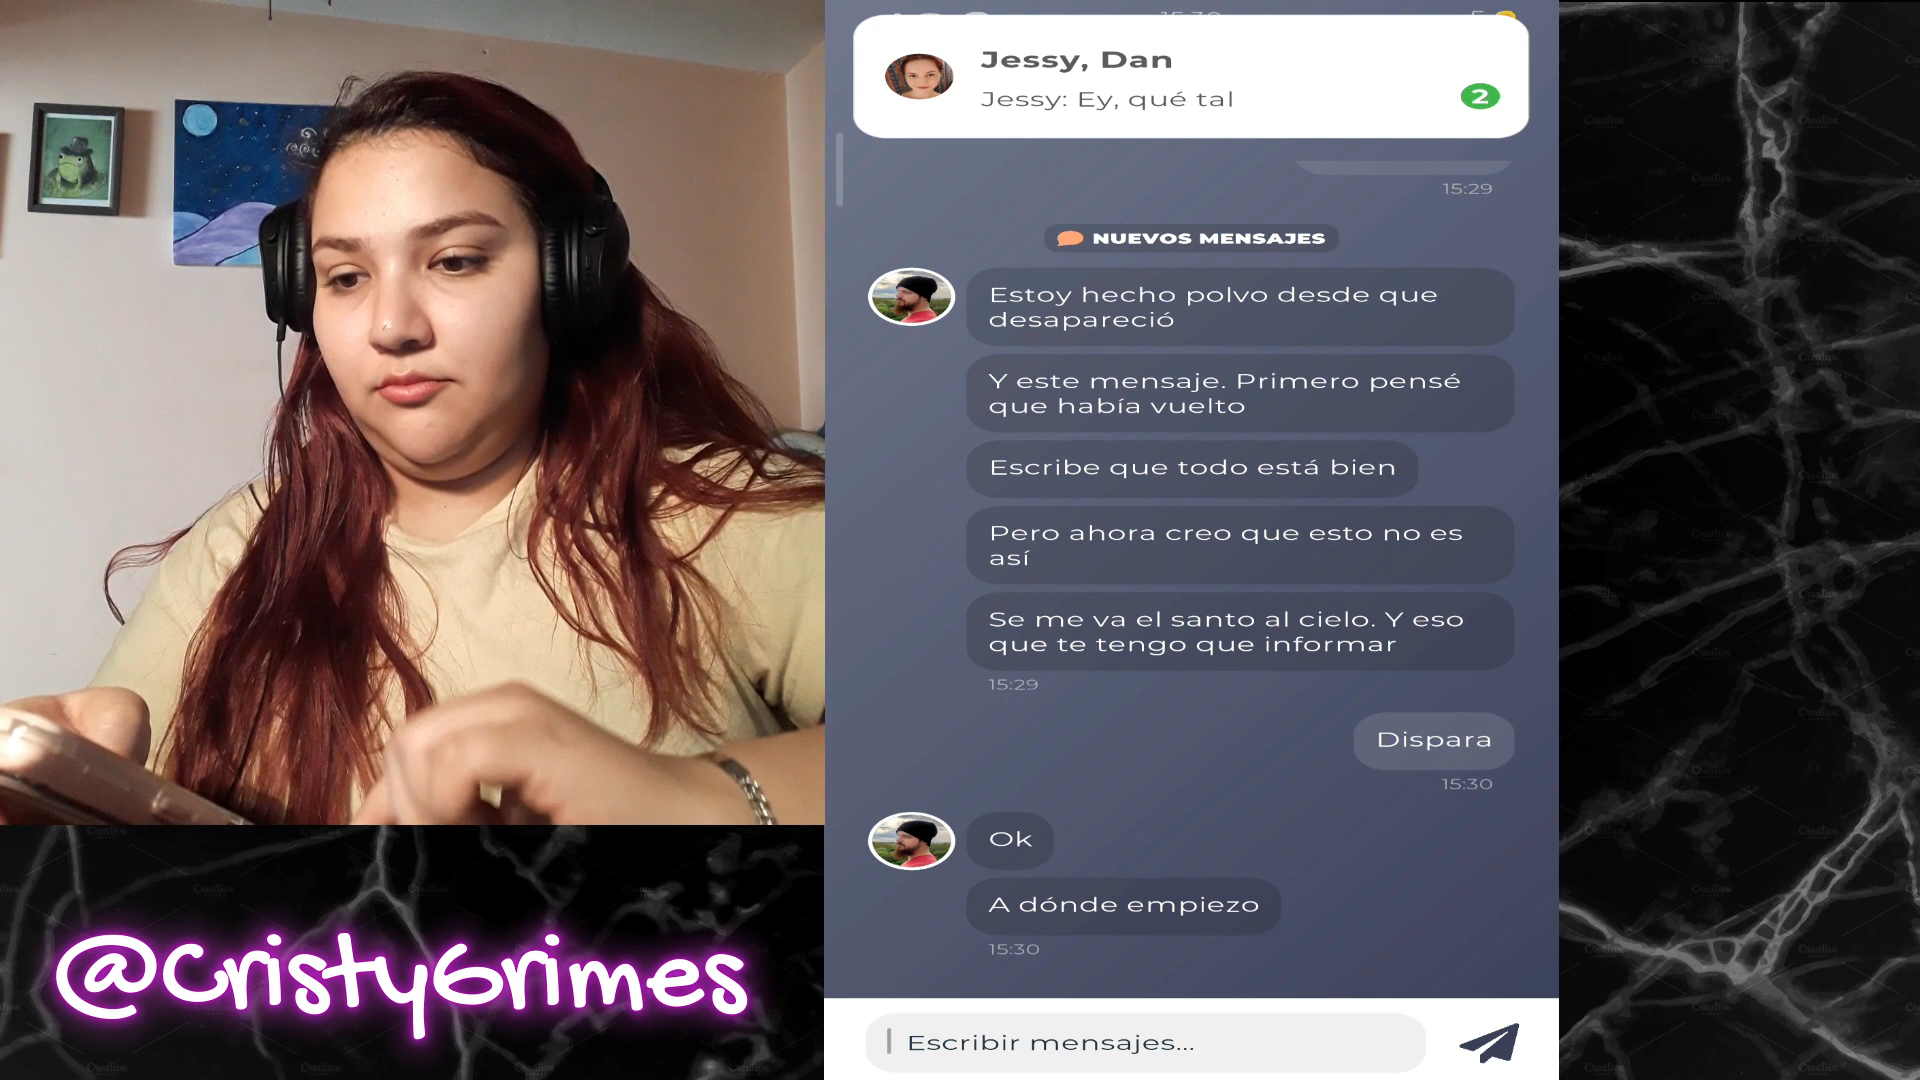 Jessy, Dan
Jessy: Ey, qué tal
2
15:29
NUEVOS MENSAJES
Estoy hecho polvo desde que
desapareció
Y este mensaje. Primero pensé
que había vuelto
Escribe que todo está bien
Pero ahora creo que esto no es
así
Se me va el santo al cielo. Y eso
que te tengo que informar
15:29
Dispara
15:30
Ok
A dónde empiezo
15:30
Escribir mensajes...
@CristyGrimes